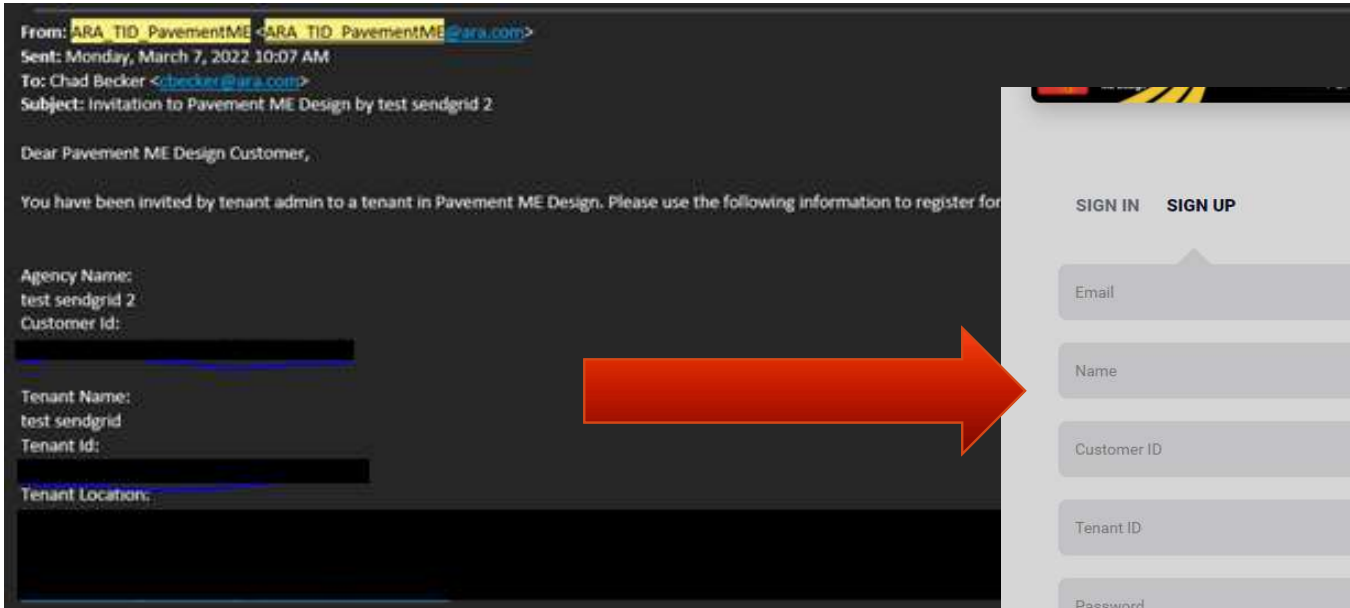 From: ARA_TID_PavementME <ARA_TID_PavementME@ara.com>
Sent: Monday, March 7, 2022 10:07 AM
To: Chad Becker <cbecker@ara.com>
Subject: Invitation to Pavement ME Design by test sendgrid 2
Dear Pavement ME Design Customer,
You have been invited by tenant admin to a tenant in Pavement ME Design. Please use the following information to register for
Agency Name:
test sendgrid 2
Customer Id:
Tenant Name:
test sendgrid
Tenant Id:
Tenant Location:
SIGN IN SIGN UP
Email
Name
Customer ID
Tenant ID
Password